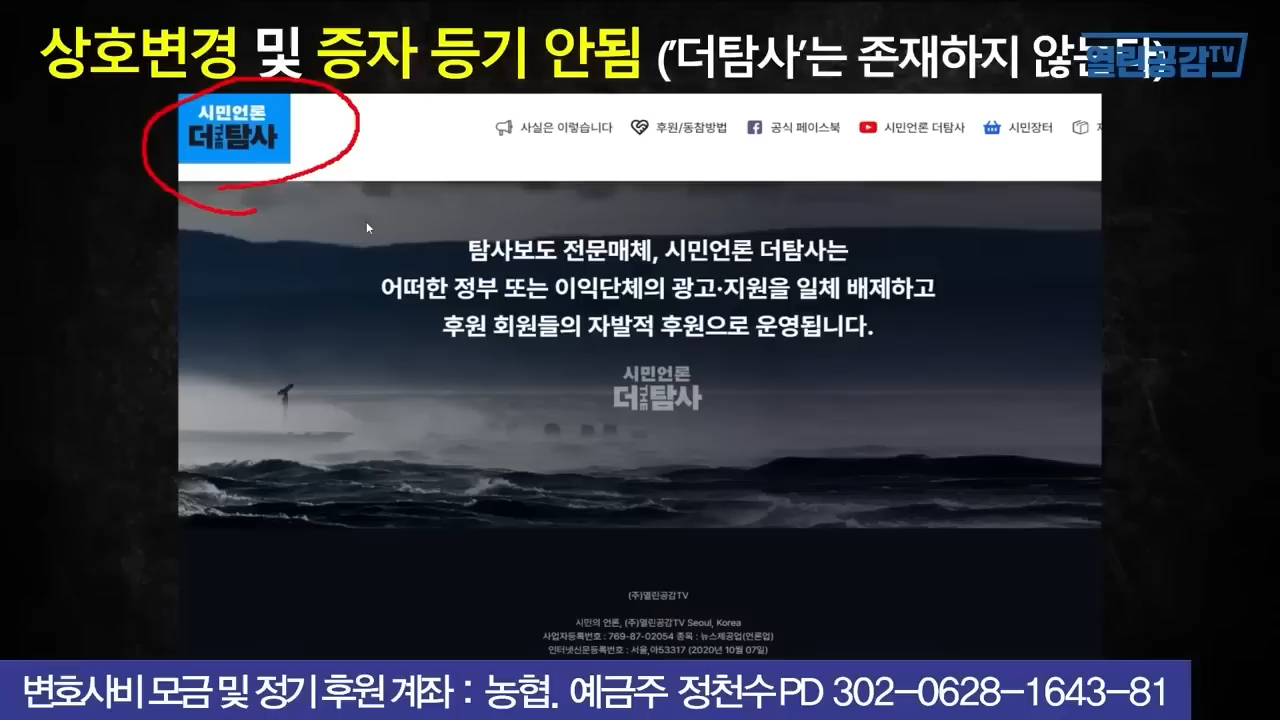 상호변경 및 증자 등기 안됨 ('더탐사'는 존재하지 않는다)
열린공감TV
시민언론
더탐사
THE
사실은 이렇습니다
후원/동참방법
공식 페이스북
시민언론 더탐사
시민장터
탐사보도 전문매체, 시민언론 더탐사는
어떠한 정부 또는 이익단체의 광고·지원을 일체 배제하고
후원 회원들의 자발적 후원으로 운영됩니다.
시민언론
더THE탐사
(주)열린공감TV
시민의 언론, (주)열린공감TV Seoul, Korea
사업자등록번호 : 769-87-02054 종목 : 뉴스제공업(언론업)
인터넷신문등록번호 : 서울,아53317 (2020년 10월 07일)
변호사비 모금 및 정기 후원 계좌 : 농협. 예금주 정천수PD 302-0628-1643-81